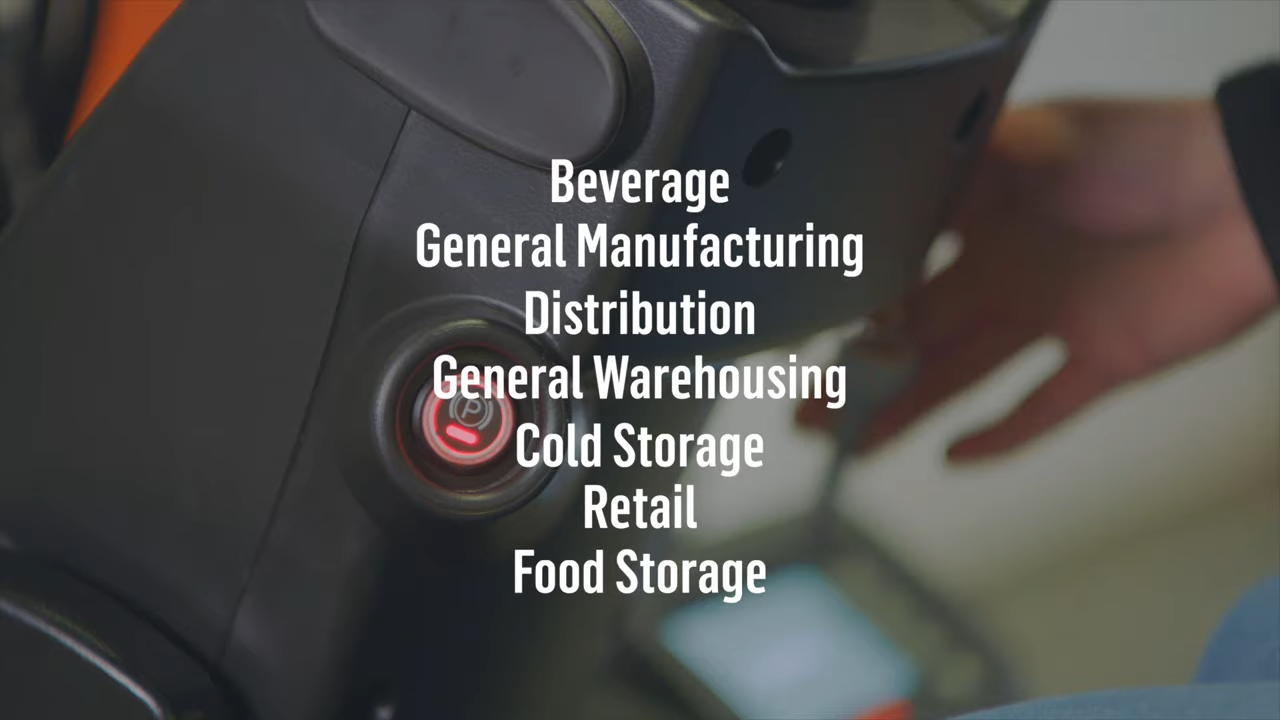 Beverage
General Manufacturing
Distribution
General Warehousing
P
Cold Storage
Retail
Food Storage